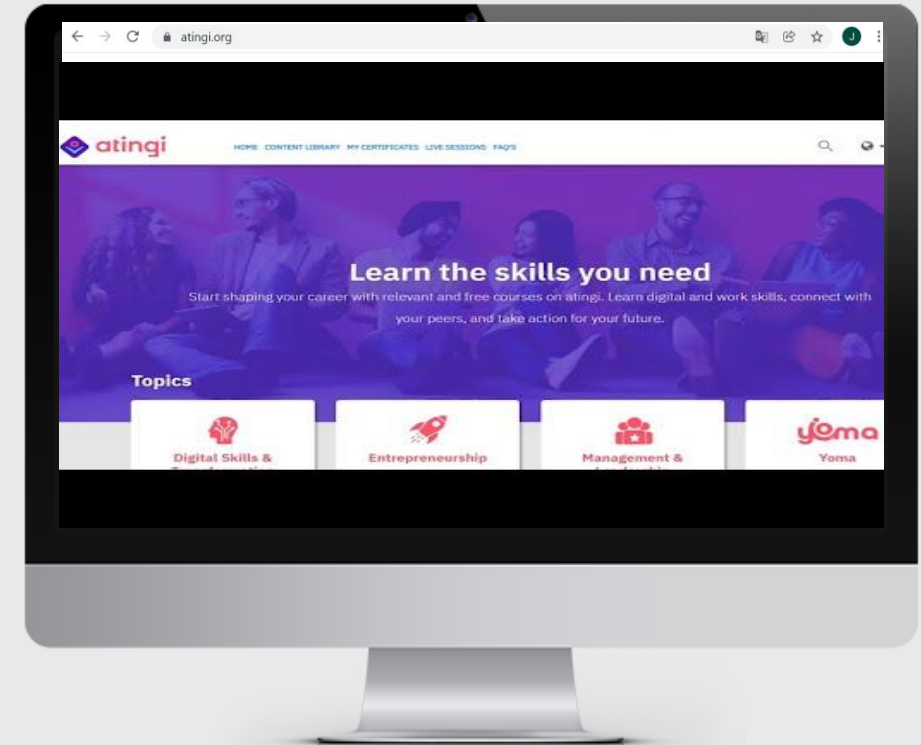 atingi.org
J
atingi
HOME CONTENT LIBRARY MY CERTIFICATES LIVE SESSIONS FAQ'S
Learn the skills you need
Start shaping your career with relevant and free courses on atingi. Learn digital and work skills, connect with
your peers, and take action for your future.
Topics
Digital Skills &
Entrepreneurship
Management &
yoma
Yoma